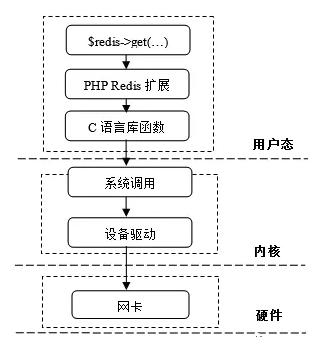 $redis->get(…)
PHP Redis 扩展
C 语言库函数
用户态
系统调用
设备驱动
内核
网卡
硬件